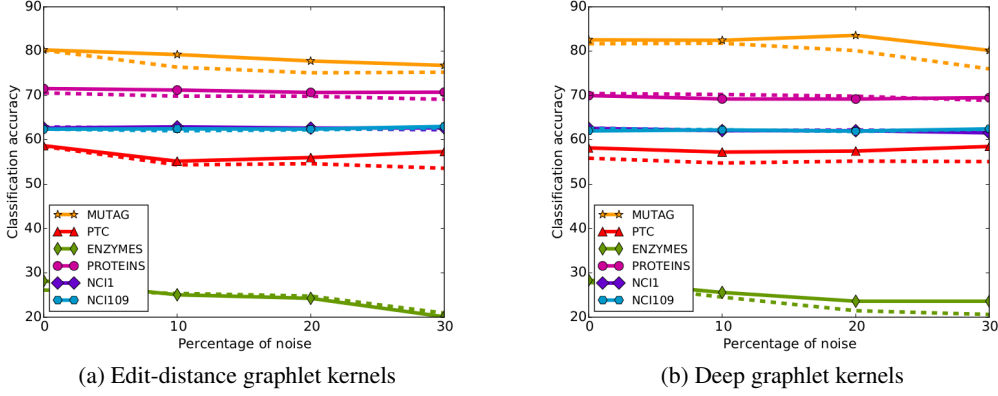 90
80
70
60
50
40
30
20
Classification accuracy
MUTAG
PTC
ENZYMES
PROTEINS
NCI1
NCI109
0 10 20 30
Percentage of noise
(a) Edit-distance graphlet kernels
90
80
70
60
50
40
30
20
Classification accuracy
MUTAG
PTC
ENZYMES
PROTEINS
NCI1
NCI109
0 10 20 30
Percentage of noise
(b) Deep graphlet kernels